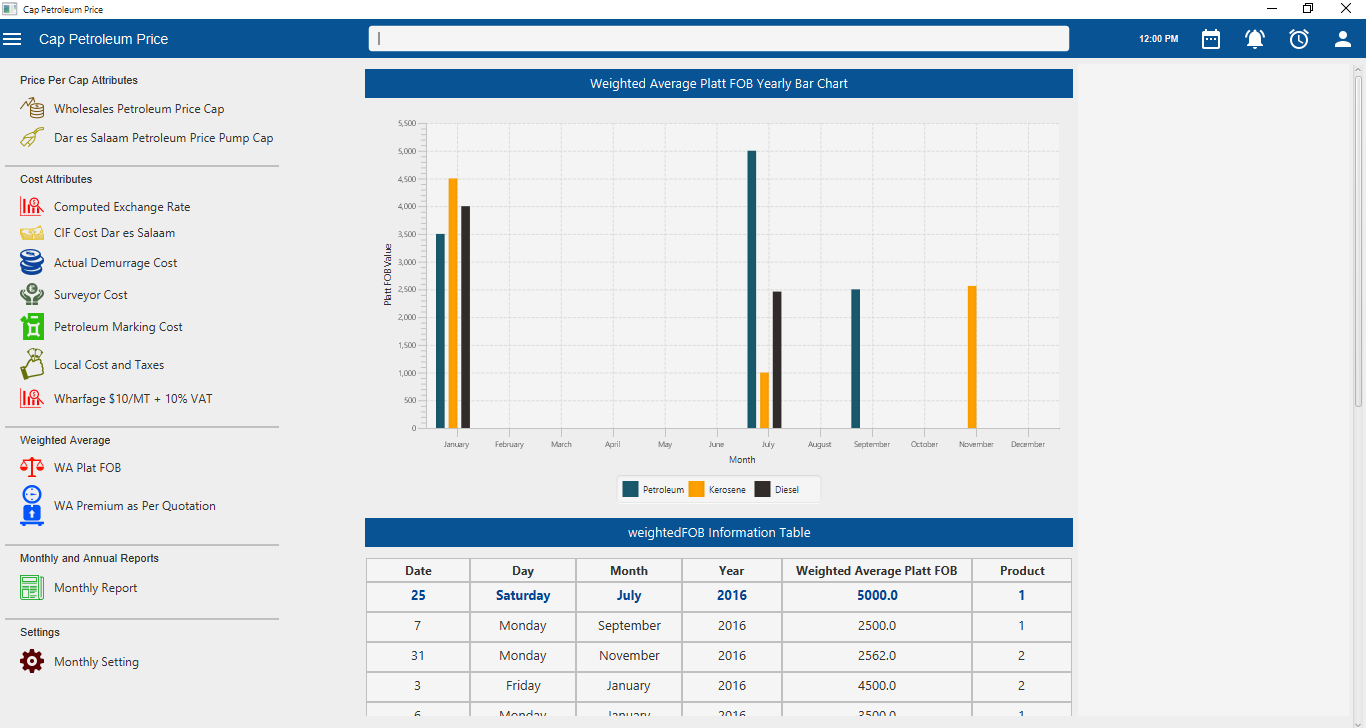 Cap Petroleum Price
Cap Petroleum Price
12:00 PM
Price Per Cap Attributes
Wholesales Petroleum Price Cap
Dar es Salaam Petroleum Price Pump Cap
Cost Attributes
Computed Exchange Rate
CIF Cost Dar es Salaam
Actual Demurrage Cost
Surveyor Cost
Petroleum Marking Cost
Local Cost and Taxes
Wharfage $10/MT + 10% VAT
Weighted Average
WA Plat FOB
WA Premium as Per Quotation
Monthly and Annual Reports
Monthly Report
Settings
Monthly Setting
Weighted Average Platt FOB Yearly Bar Chart
5,500
5,000
4,500
4,000
3,500
3,000
2,500
2,000
1,500
1,000
500
0
Platt FOB Value
January February March April May June July August September October November December
Month
Petroleum Kerosene Diesel
weightedFOB Information Table
Date Day Month Year Weighted Average Platt FOB Product
25 Saturday July 2016 5000.0 1
7 Monday September 2016 2500.0 1
31 Monday November 2016 2562.0 2
3 Friday January 2016 4500.0 2
6 Monday January 2016 3500.0 1